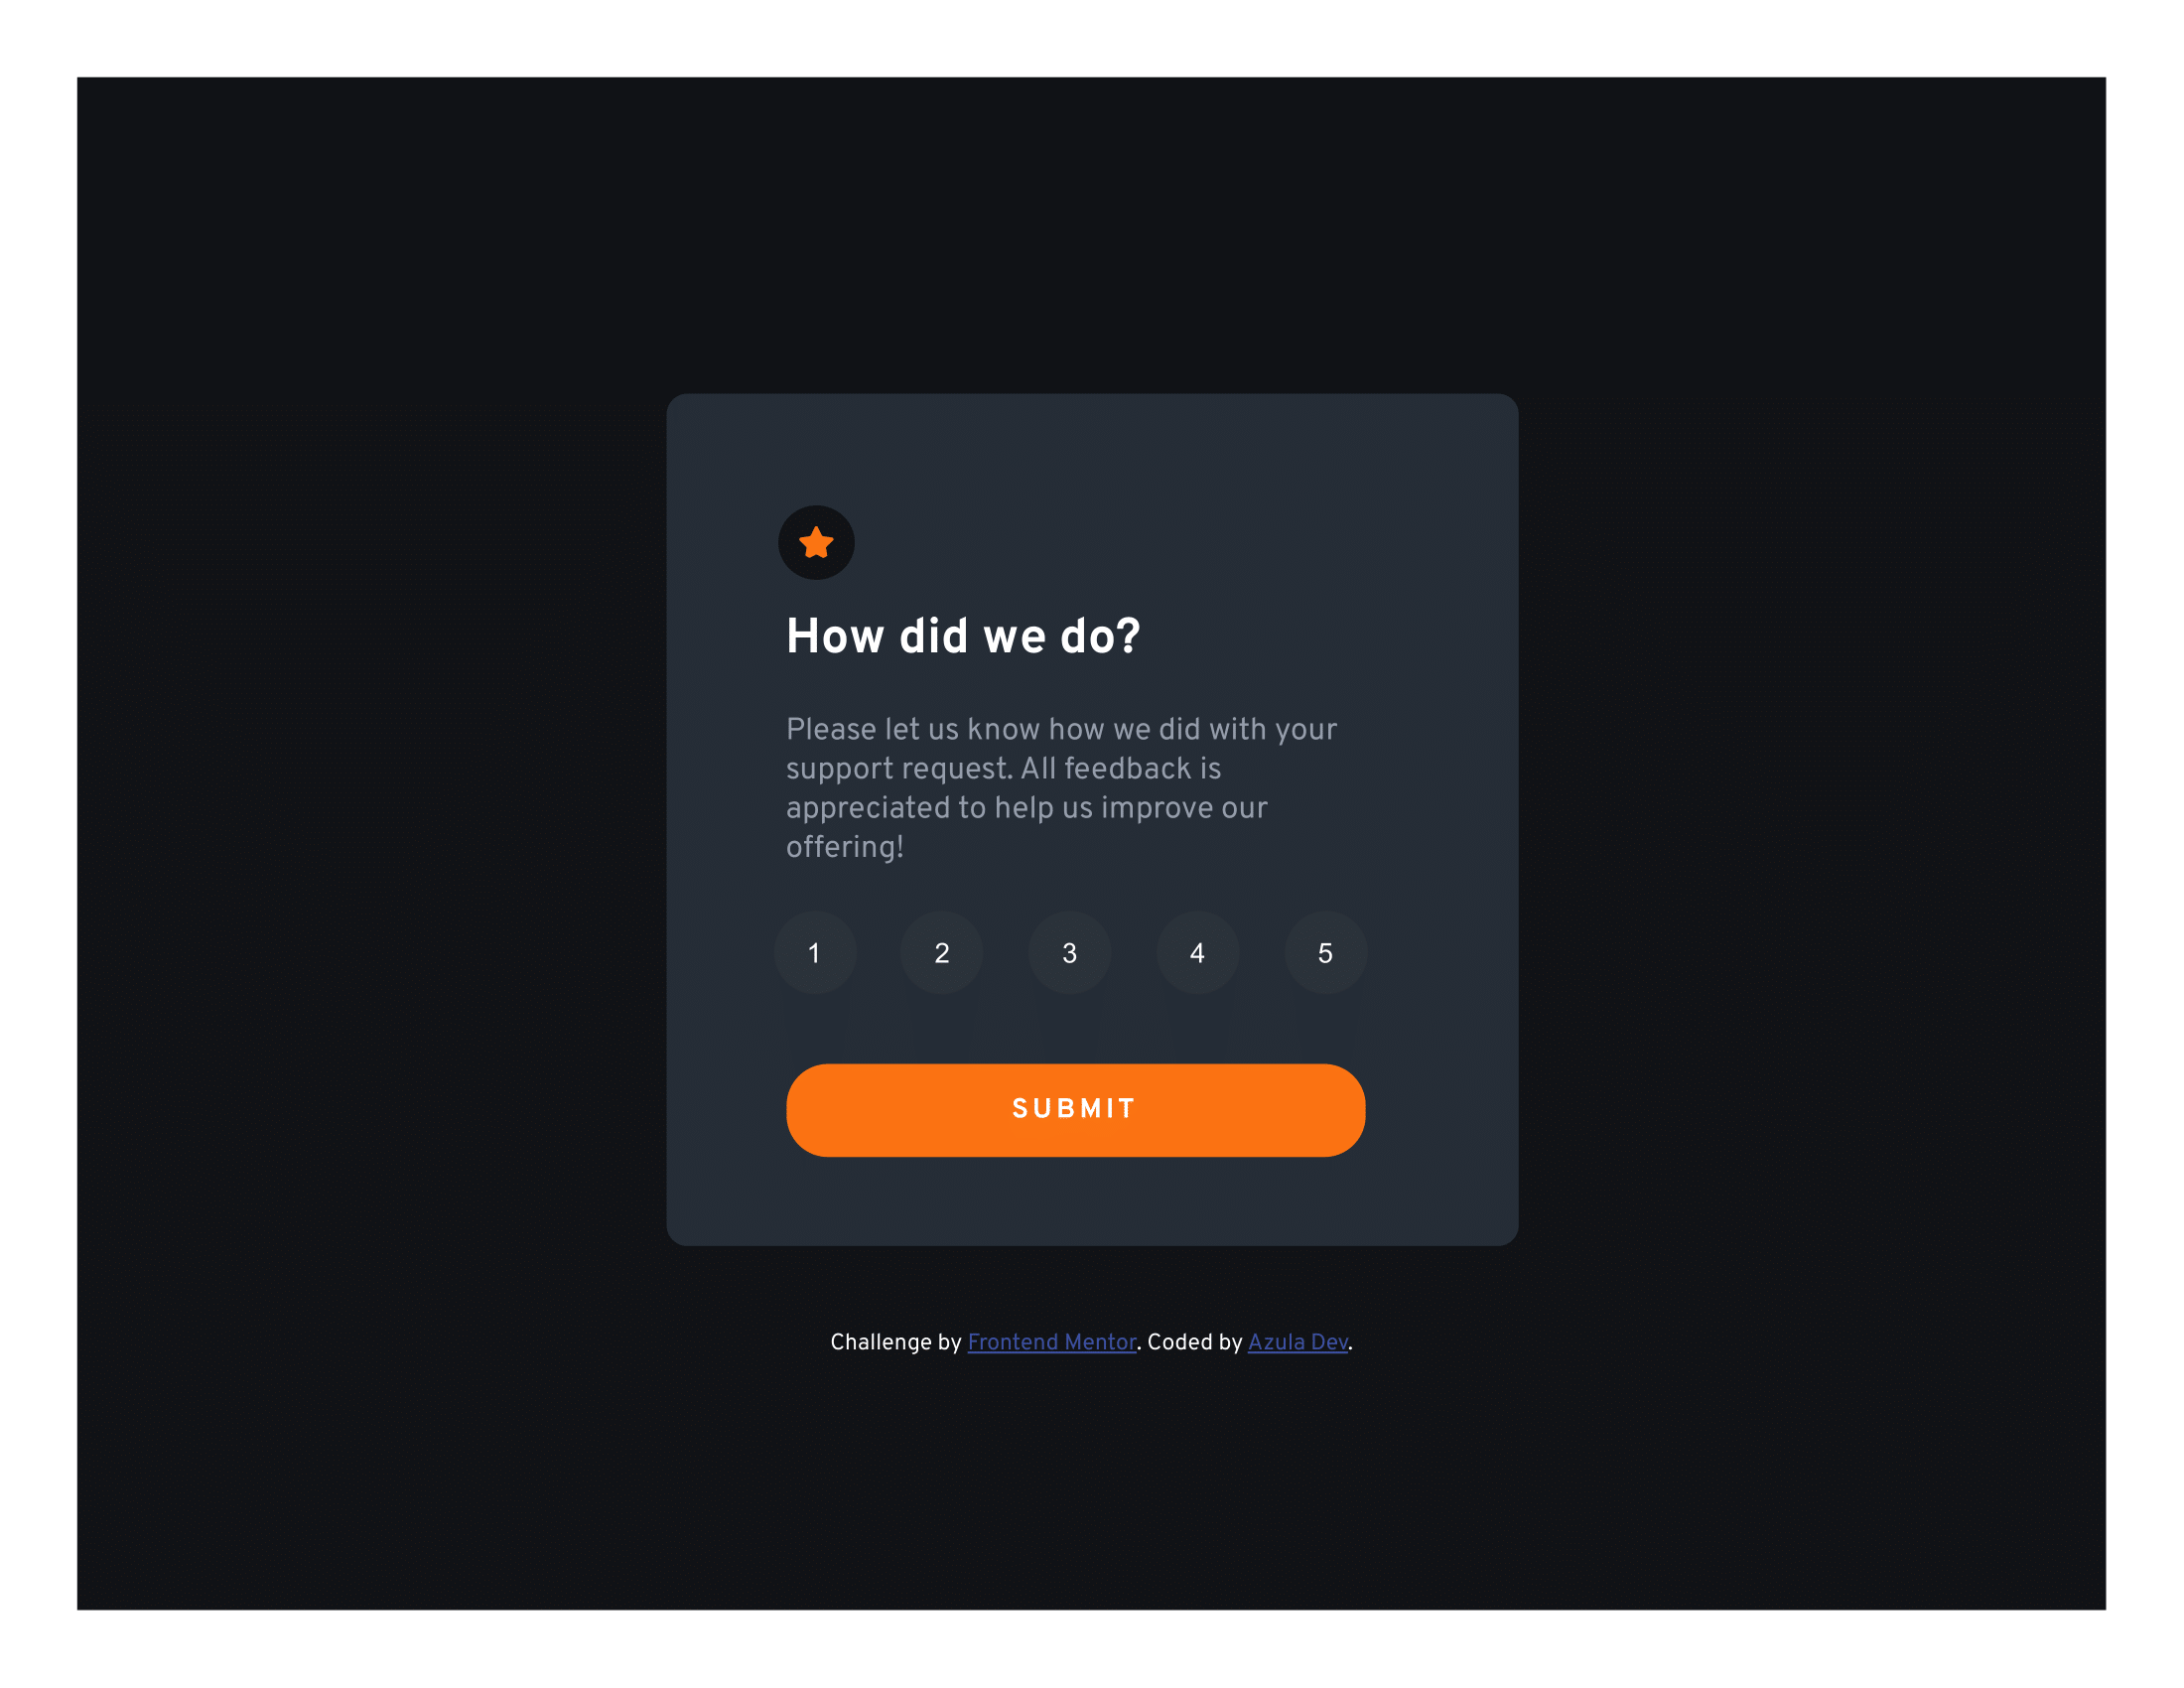 How did we do?
Please let us know how we did with your
support request. All feedback is
appreciated to help us improve our
offering!
1 2 3 4 5
SUBMIT
Challenge by Frontend Mentor. Coded by Azula Dev.